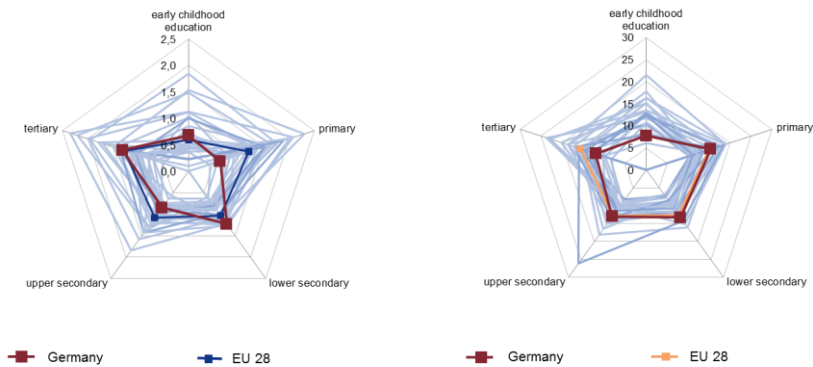 early childhood
education
2,5
2,0
1,5
1,0
0,5
0,0
tertiary
primary
upper secondary
lower secondary
Germany
EU 28
early childhood
education
30
25
20
15
10
5
0
tertiary
primary
upper secondary
lower secondary
Germany
EU 28